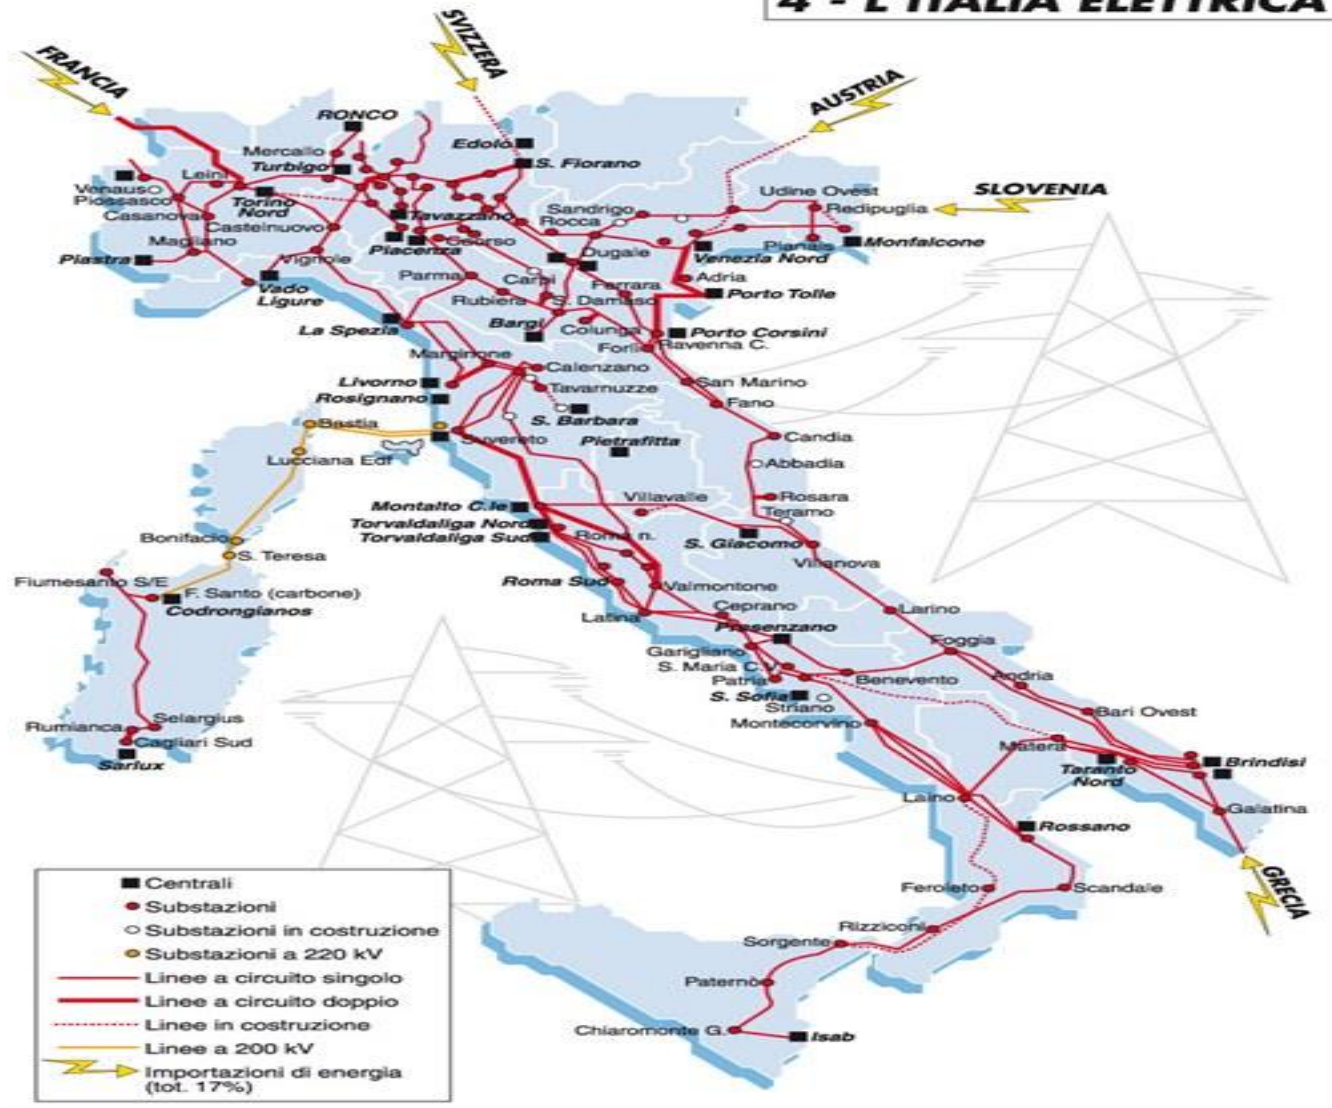 4 - L'ITALIA ELETTRICA
SVIZZERA
FRANCIA
AUSTRIA
SLOVENIA
GRECIA
RONCO
Mercallo
Turbigo
Edolo
S. Fiorano
Leini
Venaus
Piossasco
Torino
Nord
Casanova
Castelnuovo
Tavazzano
Sandrigo
Rocca
Udine Ovest
Redipuglia
Magliano
Piastra
Vignole
Piacenza
Dugale
Venezia Nord
Planais
Monfalcone
Vado
Ligure
Parma
Carpi
Ferrara
Adria
Rubiera
S. Damaso
Porto Tolle
La Spezia
Bargi
Colunga
Porto Corsini
Forlì
Ravenna C.
Marginone
Calenzano
Livorno
Tavarnuzze
San Marino
Rosignano
Fano
Bastia
S. Barbara
Suvereto
Pietrafitta
Candia
Lucciana Edf
Abbadia
Montalto C.le
Villavalle
Rosara
Teramo
Torvaldaliga Nord
Torvaldaliga Sud
Roma n.
S. Giacomo
Bonifacio
S. Teresa
Villanova
Fiumesanto S/E
F. Santo (carbone)
Codrongianos
Roma Sud
Valmontone
Latina
Ceprano
Larino
Presenzano
Foggia
Garigliano
S. Maria C.V.
Patria
Benevento
Andria
S. Sofia
Striano
Bari Ovest
Montecorvino
Rumianca
Selargius
Cagliari Sud
Sarlux
Matera
Taranto
Nord
Brindisi
Laino
Galatina
Rossano
Feroleto
Scandale
Rizziconi
Sorgente
Paternò
Chiaromonte G.
Isab
Centrali
Substazioni
Substazioni in costruzione
Substazioni a 220 kV
Linee a circuito singolo
Linee a circuito doppio
Linee in costruzione
Linee a 200 kV
Importazioni di energia
(tot. 17%)